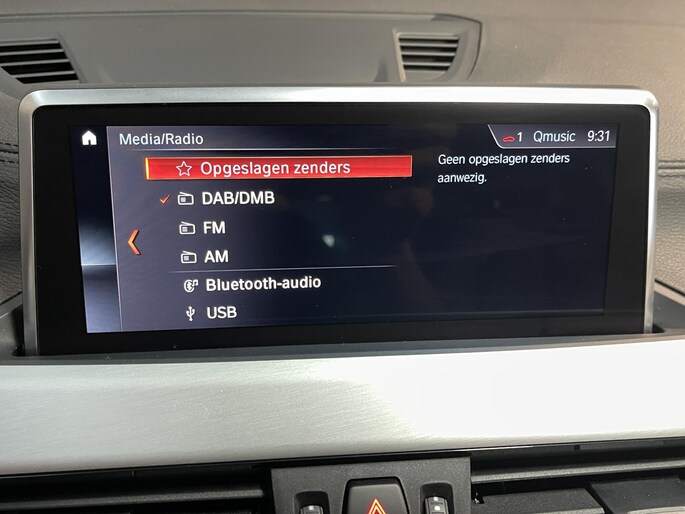 Media/Radio
1 Qmusic 9:31
Opgeslagen zenders
DAB/DMB
FM
AM
Bluetooth-audio
USB
Geen opgeslagen zenders
aanwezig.